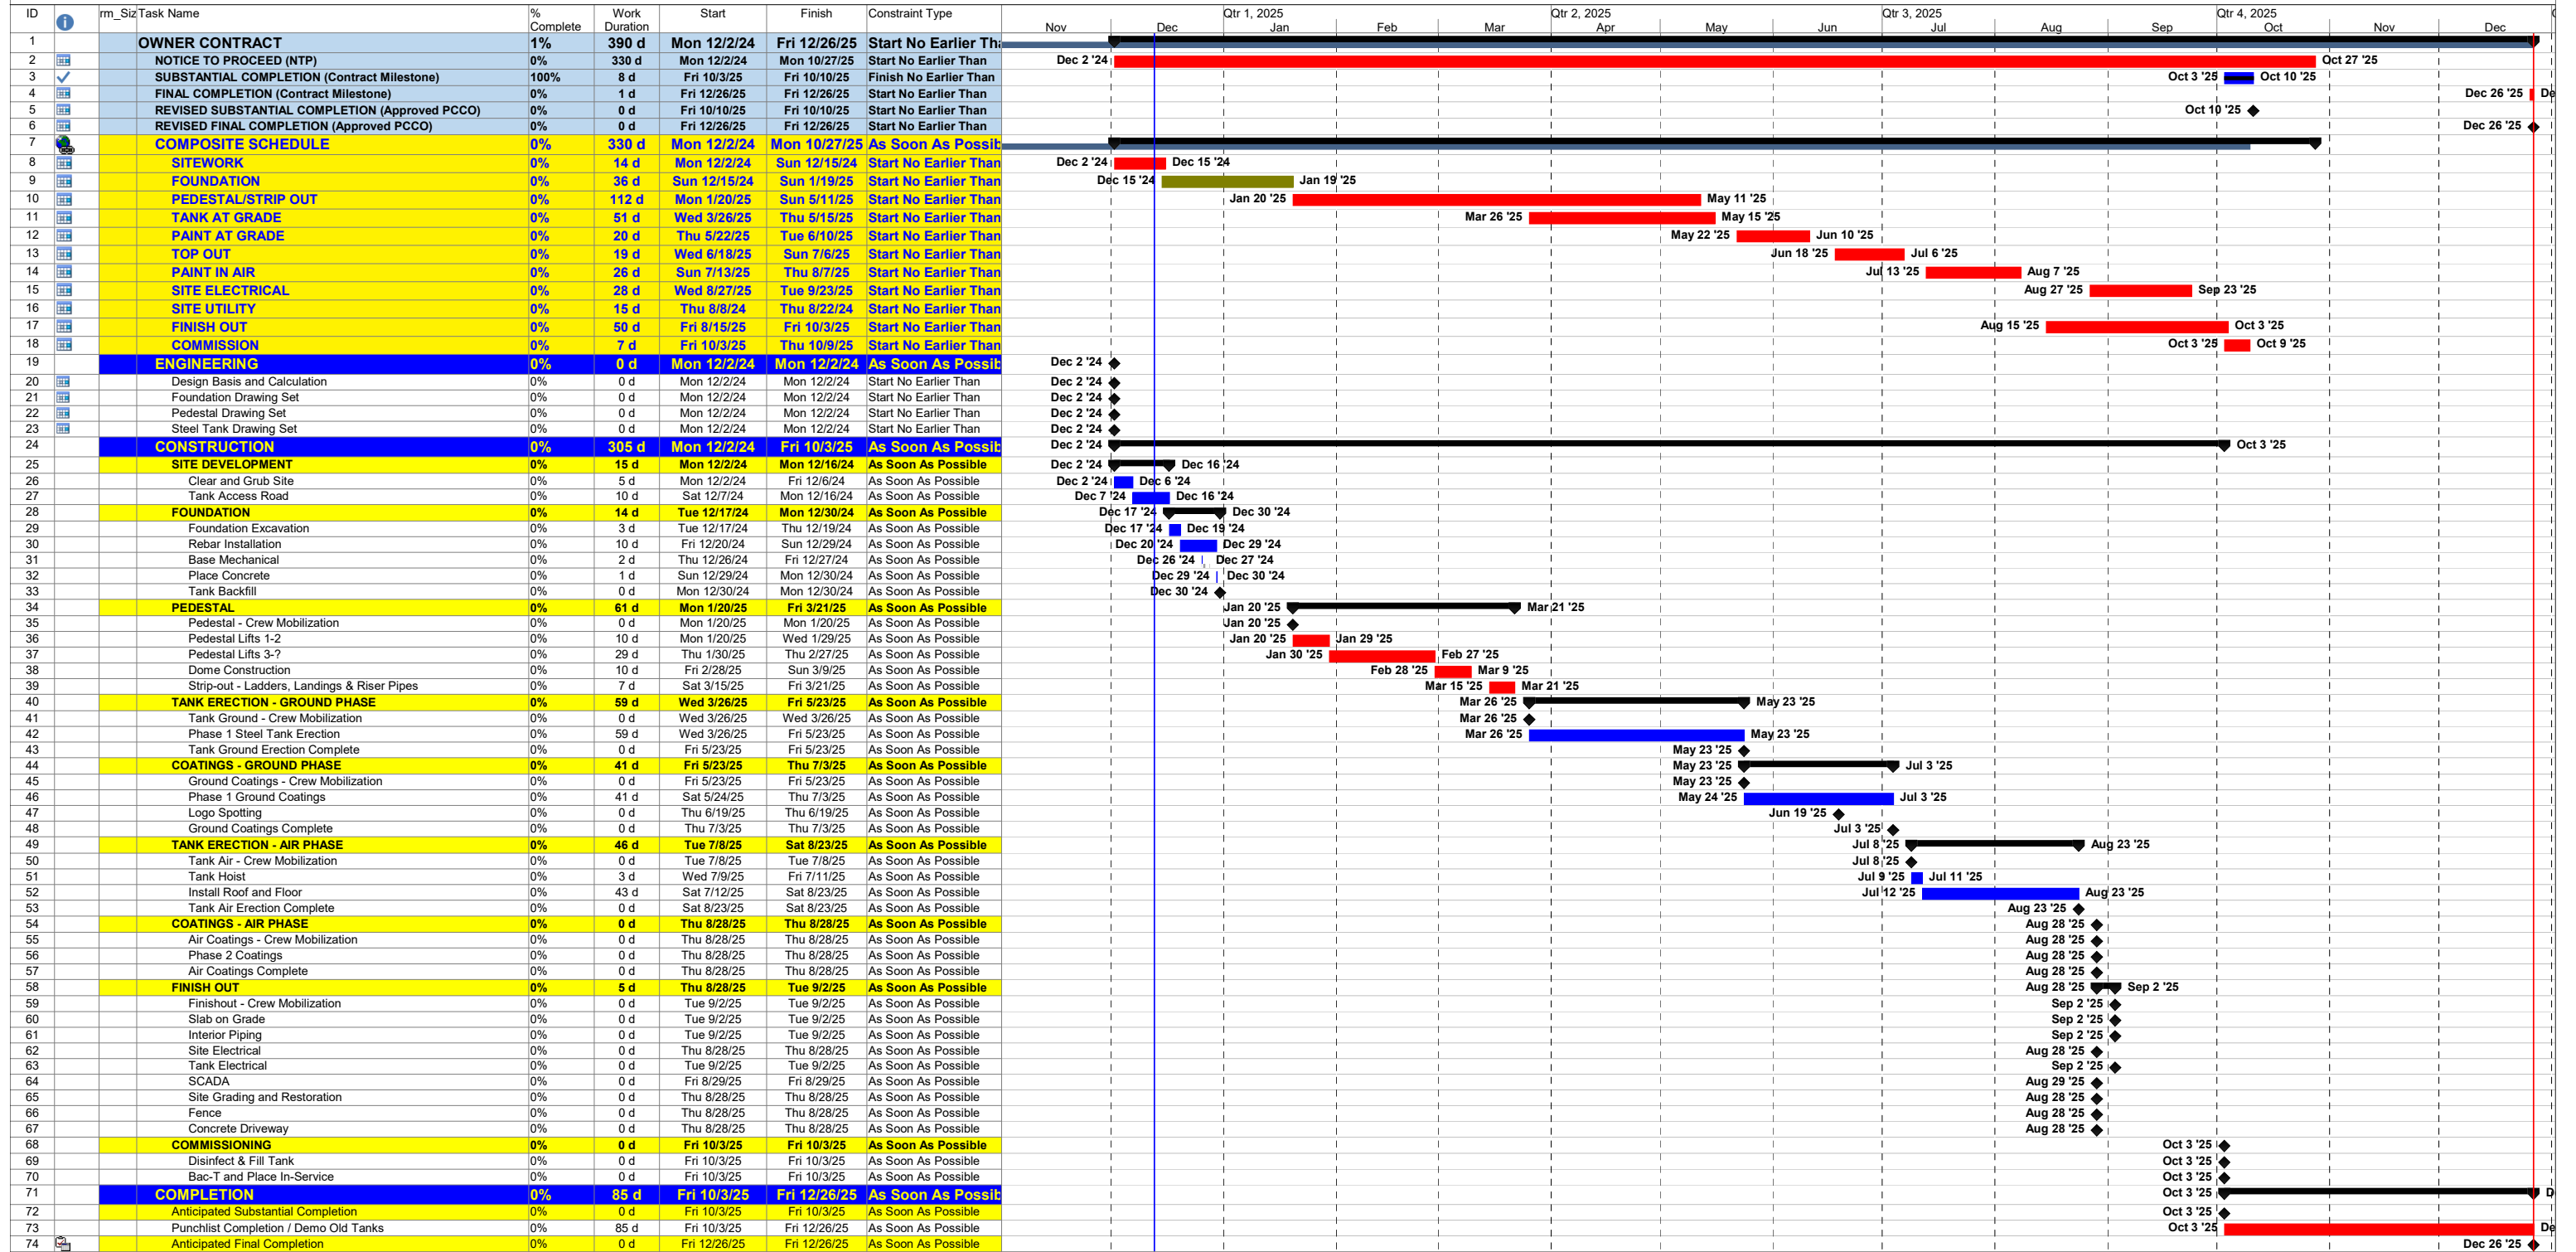 ID rm_Siz Task Name % Complete Work Duration Start Finish Constraint Type
Qtr 1, 2025 Qtr 2, 2025 Qtr 3, 2025 Qtr 4, 2025
Nov Dec Jan Feb Mar Apr May Jun Jul Aug Sep Oct Nov Dec
1 OWNER CONTRACT 1% 390 d Mon 12/2/24 Fri 12/26/25 Start No Earlier Tha
2 NOTICE TO PROCEED (NTP) 0% 330 d Mon 12/2/24 Mon 10/27/25 Start No Earlier Than Dec 2 '24 Oct 27 '25
3 SUBSTANTIAL COMPLETION (Contract Milestone) 100% 8 d Fri 10/3/25 Fri 10/10/25 Finish No Earlier Than Oct 3 '25 Oct 10 '25
4 FINAL COMPLETION (Contract Milestone) 0% 1 d Fri 12/26/25 Fri 12/26/25 Start No Earlier Than Dec 26 '25 De
5 REVISED SUBSTANTIAL COMPLETION (Approved PCCO) 0% 0 d Fri 10/10/25 Fri 10/10/25 Start No Earlier Than Oct 10 '25
6 REVISED FINAL COMPLETION (Approved PCCO) 0% 0 d Fri 12/26/25 Fri 12/26/25 Start No Earlier Than Dec 26 '25
7 COMPOSITE SCHEDULE 0% 330 d Mon 12/2/24 Mon 10/27/25 As Soon As Possib
8 SITEWORK 0% 14 d Mon 12/2/24 Sun 12/15/24 Start No Earlier Than Dec 2 '24 Dec 15 '24
9 FOUNDATION 0% 36 d Sun 12/15/24 Sun 1/19/25 Start No Earlier Than Dec 15 '24 Jan 19 '25
10 PEDESTAL/STRIP OUT 0% 112 d Mon 1/20/25 Sun 5/11/25 Start No Earlier Than Jan 20 '25 May 11 '25
11 TANK AT GRADE 0% 51 d Wed 3/26/25 Thu 5/15/25 Start No Earlier Than Mar 26 '25 May 15 '25
12 PAINT AT GRADE 0% 20 d Thu 5/22/25 Tue 6/10/25 Start No Earlier Than May 22 '25 Jun 10 '25
13 TOP OUT 0% 19 d Wed 6/18/25 Sun 7/6/25 Start No Earlier Than Jun 18 '25 Jul 6 '25
14 PAINT IN AIR 0% 26 d Sun 7/13/25 Thu 8/7/25 Start No Earlier Than Jul 13 '25 Aug 7 '25
15 SITE ELECTRICAL 0% 28 d Wed 8/27/25 Tue 9/23/25 Start No Earlier Than Aug 27 '25 Sep 23 '25
16 SITE UTILITY 0% 15 d Thu 8/8/24 Thu 8/22/24 Start No Earlier Than
17 FINISH OUT 0% 50 d Fri 8/15/25 Fri 10/3/25 Start No Earlier Than Aug 15 '25 Oct 3 '25
18 COMMISSION 0% 7 d Fri 10/3/25 Thu 10/9/25 Start No Earlier Than Oct 3 '25 Oct 9 '25
19 ENGINEERING 0% 0 d Mon 12/2/24 Mon 12/2/24 As Soon As Possib Dec 2 '24
20 Design Basis and Calculation 0% 0 d Mon 12/2/24 Mon 12/2/24 Start No Earlier Than Dec 2 '24
21 Foundation Drawing Set 0% 0 d Mon 12/2/24 Mon 12/2/24 Start No Earlier Than Dec 2 '24
22 Pedestal Drawing Set 0% 0 d Mon 12/2/24 Mon 12/2/24 Start No Earlier Than Dec 2 '24
23 Steel Tank Drawing Set 0% 0 d Mon 12/2/24 Mon 12/2/24 Start No Earlier Than Dec 2 '24
24 CONSTRUCTION 0% 305 d Mon 12/2/24 Fri 10/3/25 As Soon As Possib Dec 2 '24 Oct 3 '25
25 SITE DEVELOPMENT 0% 15 d Mon 12/2/24 Mon 12/16/24 As Soon As Possible Dec 2 '24 Dec 16 '24
26 Clear and Grub Site 0% 5 d Mon 12/2/24 Fri 12/6/24 As Soon As Possible Dec 2 '24 Dec 6 '24
27 Tank Access Road 0% 10 d Sat 12/7/24 Mon 12/16/24 As Soon As Possible Dec 7 '24 Dec 16 '24
28 FOUNDATION 0% 14 d Tue 12/17/24 Mon 12/30/24 As Soon As Possible Dec 17 '24 Dec 30 '24
29 Foundation Excavation 0% 3 d Tue 12/17/24 Thu 12/19/24 As Soon As Possible Dec 17 '24 Dec 19 '24
30 Rebar Installation 0% 10 d Fri 12/20/24 Sun 12/29/24 As Soon As Possible Dec 20 '24 Dec 29 '24
31 Base Mechanical 0% 2 d Thu 12/26/24 Fri 12/27/24 As Soon As Possible Dec 26 '24 Dec 27 '24
32 Place Concrete 0% 1 d Sun 12/29/24 Mon 12/30/24 As Soon As Possible Dec 29 '24 Dec 30 '24
33 Tank Backfill 0% 0 d Mon 12/30/24 Mon 12/30/24 As Soon As Possible Dec 30 '24
34 PEDESTAL 0% 61 d Mon 1/20/25 Fri 3/21/25 As Soon As Possible Jan 20 '25 Mar 21 '25
35 Pedestal - Crew Mobilization 0% 0 d Mon 1/20/25 Mon 1/20/25 As Soon As Possible Jan 20 '25
36 Pedestal Lifts 1-2 0% 10 d Mon 1/20/25 Wed 1/29/25 As Soon As Possible Jan 20 '25 Jan 29 '25
37 Pedestal Lifts 3-? 0% 29 d Thu 1/30/25 Thu 2/27/25 As Soon As Possible Jan 30 '25 Feb 27 '25
38 Dome Construction 0% 10 d Fri 2/28/25 Sun 3/9/25 As Soon As Possible Feb 28 '25 Mar 9 '25
39 Strip-out - Ladders, Landings & Riser Pipes 0% 7 d Sat 3/15/25 Fri 3/21/25 As Soon As Possible Mar 15 '25 Mar 21 '25
40 TANK ERECTION - GROUND PHASE 0% 59 d Wed 3/26/25 Fri 5/23/25 As Soon As Possible Mar 26 '25 May 23 '25
41 Tank Ground - Crew Mobilization 0% 0 d Wed 3/26/25 Wed 3/26/25 As Soon As Possible Mar 26 '25
42 Phase 1 Steel Tank Erection 0% 59 d Wed 3/26/25 Fri 5/23/25 As Soon As Possible Mar 26 '25 May 23 '25
43 Tank Ground Erection Complete 0% 0 d Fri 5/23/25 Fri 5/23/25 As Soon As Possible May 23 '25
44 COATINGS - GROUND PHASE 0% 41 d Fri 5/23/25 Thu 7/3/25 As Soon As Possible May 23 '25 Jul 3 '25
45 Ground Coatings - Crew Mobilization 0% 0 d Fri 5/23/25 Fri 5/23/25 As Soon As Possible May 23 '25
46 Phase 1 Ground Coatings 0% 41 d Sat 5/24/25 Thu 7/3/25 As Soon As Possible May 24 '25 Jul 3 '25
47 Logo Spotting 0% 0 d Thu 6/19/25 Thu 6/19/25 As Soon As Possible Jun 19 '25
48 Ground Coatings Complete 0% 0 d Thu 7/3/25 Thu 7/3/25 As Soon As Possible Jul 3 '25
49 TANK ERECTION - AIR PHASE 0% 46 d Tue 7/8/25 Sat 8/23/25 As Soon As Possible Jul 8 '25 Aug 23 '25
50 Tank Air - Crew Mobilization 0% 0 d Tue 7/8/25 Tue 7/8/25 As Soon As Possible Jul 8 '25
51 Tank Hoist 0% 3 d Wed 7/9/25 Fri 7/11/25 As Soon As Possible Jul 9 '25 Jul 11 '25
52 Install Roof and Floor 0% 43 d Sat 7/12/25 Sat 8/23/25 As Soon As Possible Jul 12 '25 Aug 23 '25
53 Tank Air Erection Complete 0% 0 d Sat 8/23/25 Sat 8/23/25 As Soon As Possible Aug 23 '25
54 COATINGS - AIR PHASE 0% 0 d Thu 8/28/25 Thu 8/28/25 As Soon As Possible Aug 28 '25
55 Air Coatings - Crew Mobilization 0% 0 d Thu 8/28/25 Thu 8/28/25 As Soon As Possible Aug 28 '25
56 Phase 2 Coatings 0% 0 d Thu 8/28/25 Thu 8/28/25 As Soon As Possible Aug 28 '25
57 Air Coatings Complete 0% 0 d Thu 8/28/25 Thu 8/28/25 As Soon As Possible Aug 28 '25
58 FINISH OUT 0% 5 d Thu 8/28/25 Tue 9/2/25 As Soon As Possible Aug 28 '25 Sep 2 '25
59 Finishout - Crew Mobilization 0% 0 d Tue 9/2/25 Tue 9/2/25 As Soon As Possible Sep 2 '25
60 Slab on Grade 0% 0 d Tue 9/2/25 Tue 9/2/25 As Soon As Possible Sep 2 '25
61 Interior Piping 0% 0 d Tue 9/2/25 Tue 9/2/25 As Soon As Possible Sep 2 '25
62 Site Electrical 0% 0 d Thu 8/28/25 Thu 8/28/25 As Soon As Possible Aug 28 '25
63 Tank Electrical 0% 0 d Tue 9/2/25 Tue 9/2/25 As Soon As Possible Sep 2 '25
64 SCADA 0% 0 d Fri 8/29/25 Fri 8/29/25 As Soon As Possible Aug 29 '25
65 Site Grading and Restoration 0% 0 d Thu 8/28/25 Thu 8/28/25 As Soon As Possible Aug 28 '25
66 Fence 0% 0 d Thu 8/28/25 Thu 8/28/25 As Soon As Possible Aug 28 '25
67 Concrete Driveway 0% 0 d Thu 8/28/25 Thu 8/28/25 As Soon As Possible Aug 28 '25
68 COMMISSIONING 0% 0 d Fri 10/3/25 Fri 10/3/25 As Soon As Possible Oct 3 '25
69 Disinfect & Fill Tank 0% 0 d Fri 10/3/25 Fri 10/3/25 As Soon As Possible Oct 3 '25
70 Bac-T and Place In-Service 0% 0 d Fri 10/3/25 Fri 10/3/25 As Soon As Possible Oct 3 '25
71 COMPLETION 0% 85 d Fri 10/3/25 Fri 12/26/25 As Soon As Possib Oct 3 '25 D
72 Anticipated Substantial Completion 0% 0 d Fri 10/3/25 Fri 10/3/25 As Soon As Possible Oct 3 '25
73 Punchlist Completion / Demo Old Tanks 0% 85 d Fri 10/3/25 Fri 12/26/25 As Soon As Possible Oct 3 '25 De
74 Anticipated Final Completion 0% 0 d Fri 12/26/25 Fri 12/26/25 As Soon As Possible Dec 26 '25